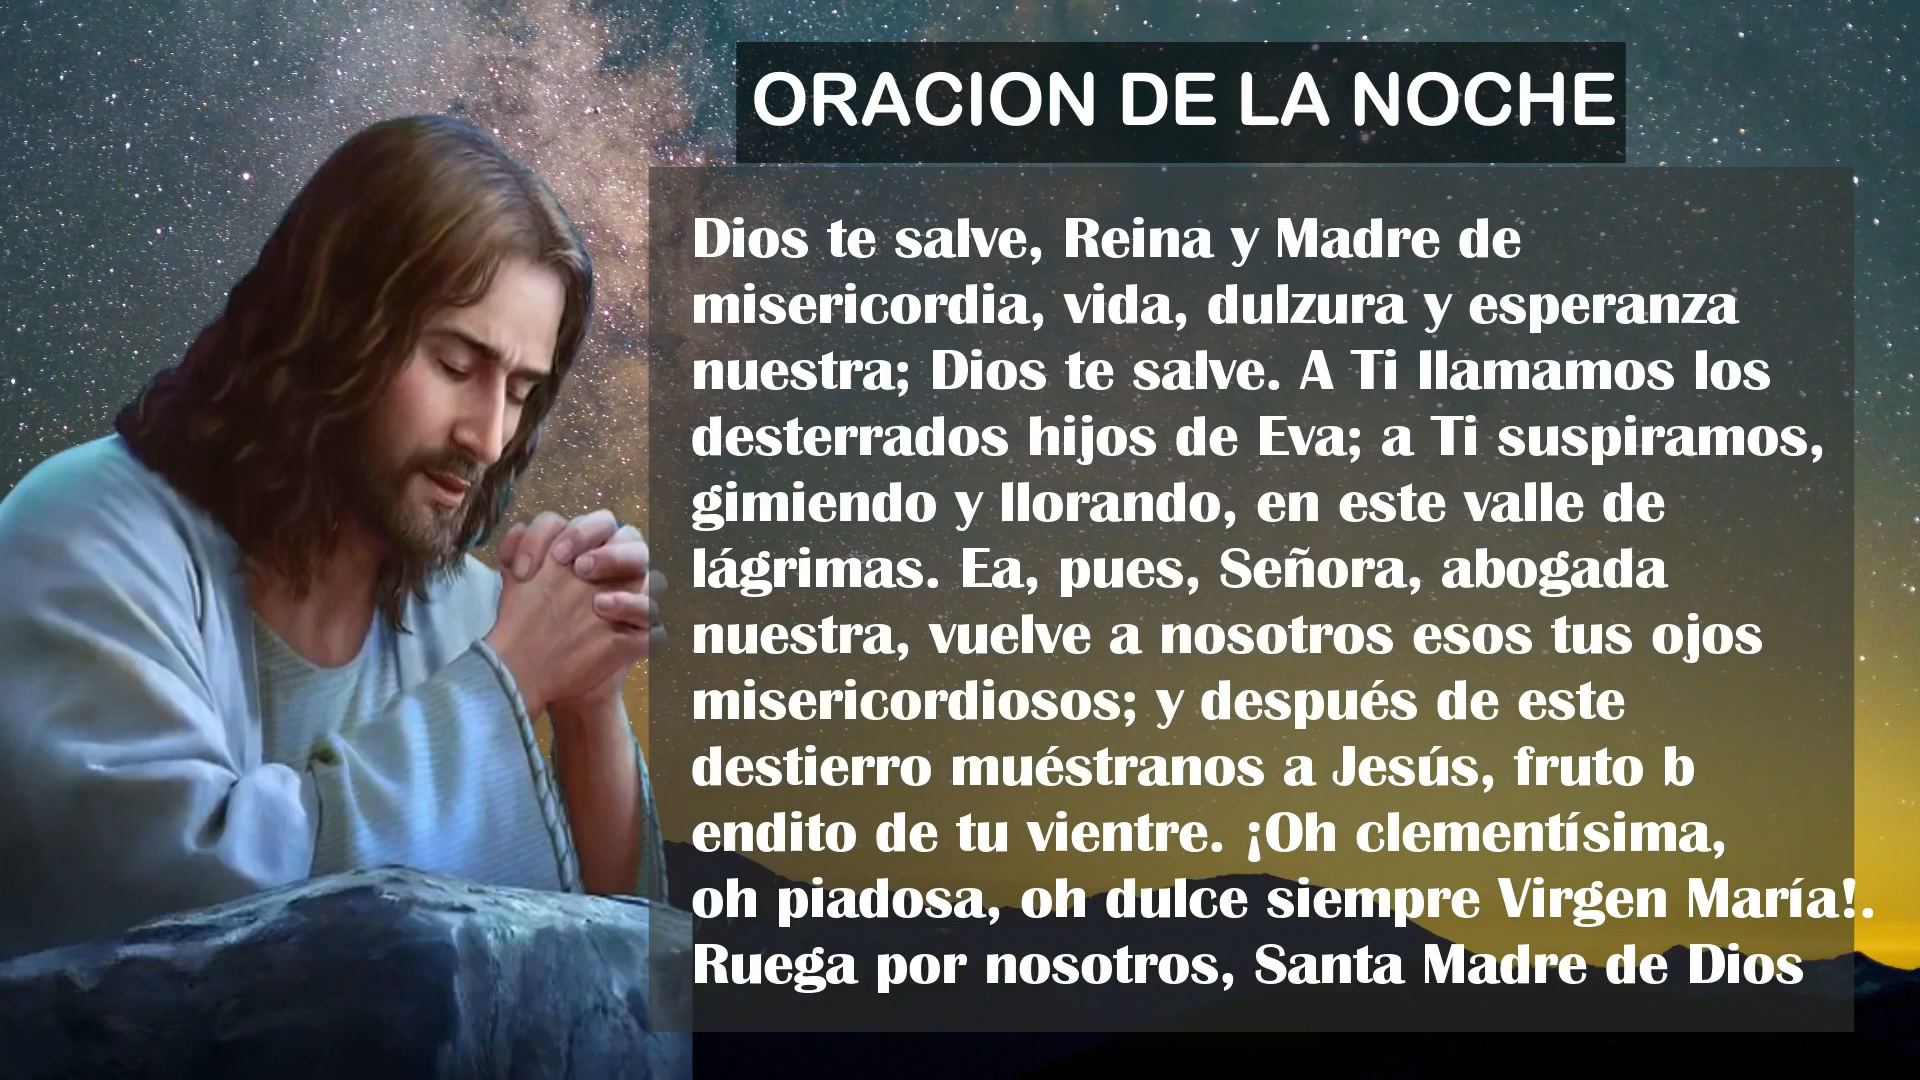 ORACION DE LA NOCHE
Dios te salve, Reina y Madre de
misericordia, vida, dulzura y esperanza
nuestra; Dios te salve. A Ti llamamos los
desterrados hijos de Eva; a Ti suspiramos,
gimiendo y llorando, en este valle de
lágrimas. Ea, pues, Señora, abogada
nuestra, vuelve a nosotros esos tus ojos
misericordiosos; y después de este
destierro muéstranos a Jesús, fruto b
endito de tu vientre. ¡Oh clementísima,
oh piadosa, oh dulce siempre Virgen María!.
Ruega por nosotros, Santa Madre de Dios